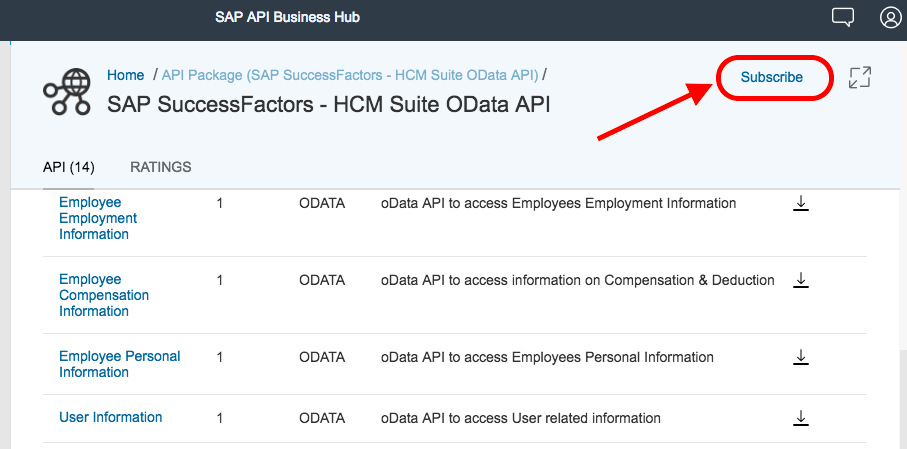 SAP API Business Hub
Home / API Package (SAP SuccessFactors - HCM Suite OData API) /
Subscribe
SAP SuccessFactors - HCM Suite OData API
API (14) RATINGS
Employee 1 ODATA oData API to access Employees Employment Information
Employment
Information
Employee 1 ODATA oData API to access information on Compensation & Deduction
Compensation
Information
Employee Personal 1 ODATA oData API to access Employees Personal Information
Information
User Information 1 ODATA oData API to access User related information